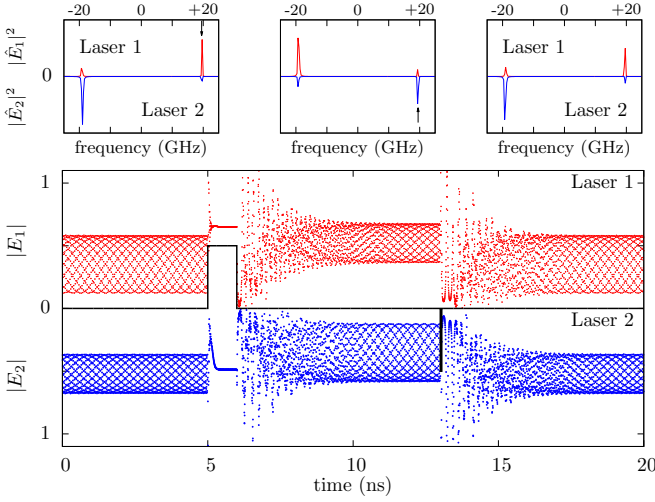 -20 0 +20 -20 0 +20 -20 0 +20
|Ê₁|²
Laser 1
0
|Ê₂|²
Laser 2
Laser 1
Laser 2
frequency (GHz) frequency (GHz) frequency (GHz)
1
Laser 1
|E₁|
0
Laser 2
|E₂|
1
0 5 10 15 20
time (ns)